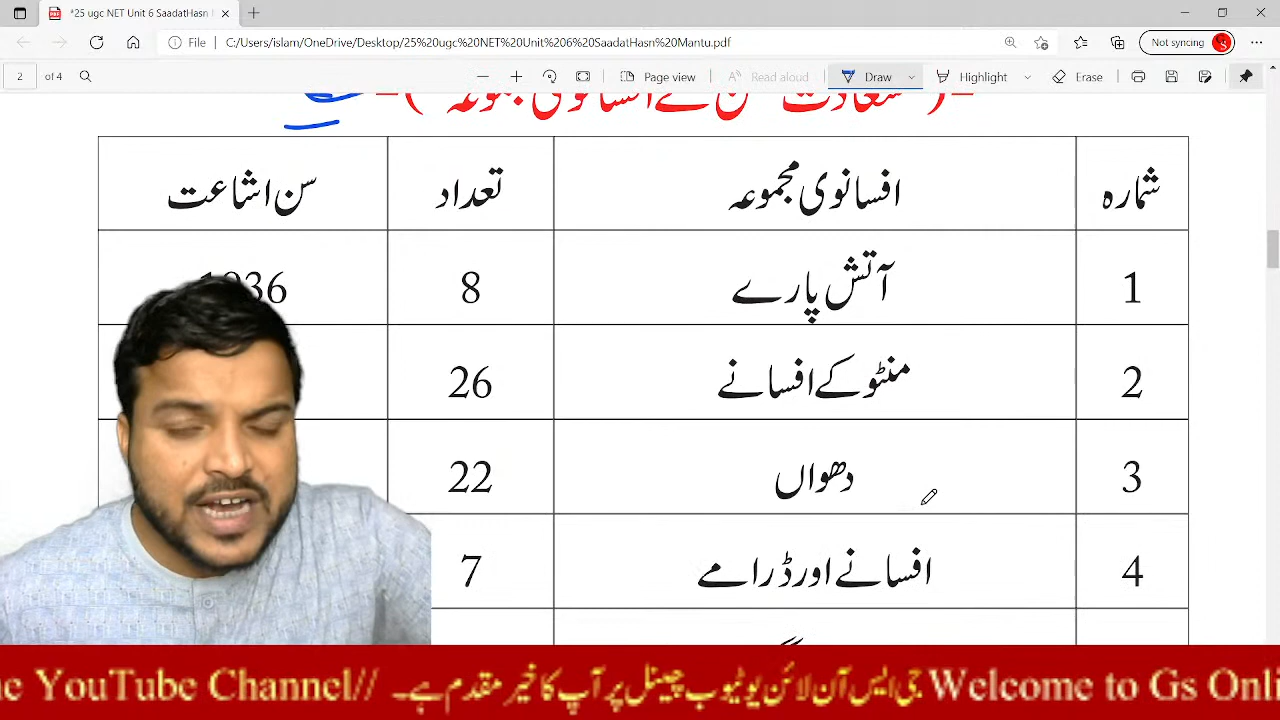 *25 ugc NET Unit 6 SaadatHasn
File C:/Users/islam/OneDrive/Desktop/25%20ugc%20NET%20Unit%206%20SaadatHasn%20Mantu.pdf Not syncing
2 of 4 Page view Read aloud Draw Highlight Erase
شمارہ افسانوی مجموعہ تعداد سن اشاعت
1 آتش پارے 8 1936
2 منٹو کے افسانے 26
3 دھواں 22
4 افسانے اور ڈرامے 7
YouTube Channel// جی ایس آن لائن یوٹیوب چینل پر آپ کا خیر مقدم ہے۔ Welcome to Gs Onli